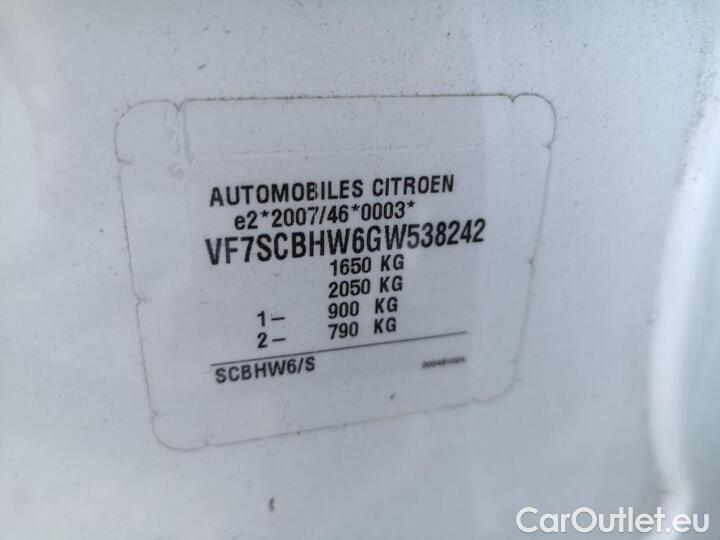 AUTOMOBILES CITROEN
e2*2007/46*0003*
VF7SCBHW6GW538242
1650 KG
2050 KG
1– 900 KG
2– 790 KG
SCBHW6/S
CarOutlet.eu